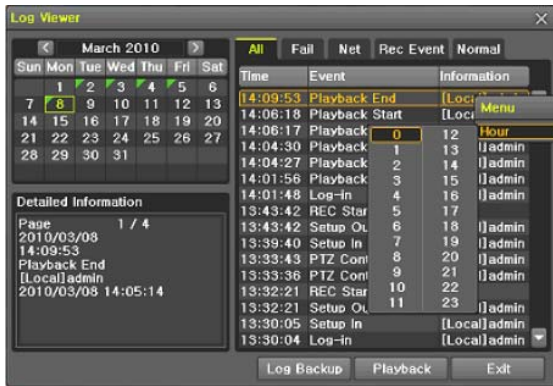 Log Viewer
March 2010
Sun Mon Tue Wed Thu Fri Sat
1 2 3 4 5 6
7 8 9 10 11 12 13
14 15 16 17 18 19 20
21 22 23 24 25 26 27
28 29 30 31
Detailed Information
Page 1 / 4
2010/03/08
14:09:53
Playback End
[Local]admin
2010/03/08 14:05:14
All Fail Net Rec Event Normal
Time Event Information
14:09:53 Playback End [Loca
14:06:18 Playback Start [Loca
14:06:17 Playback
14:04:30 Playback l]admin
14:04:27 Playback l]admin
14:01:56 Playback l]admin
14:01:48 Log-in l]admin
13:43:42 REC Star
13:43:42 Setup Ou l]admin
13:39:40 Setup In l]admin
13:33:43 PTZ Cont l]admin
13:33:36 PTZ Cont l]admin
13:32:21 REC Star
13:32:21 Setup Ou l]admin
13:30:05 Setup In [Local]admin
13:30:04 Log-in [Local]admin
Menu
Hour
0 12
1 13
2 14
3 15
4 16
5 17
6 18
7 19
8 20
9 21
10 22
11 23
Log Backup Playback Exit